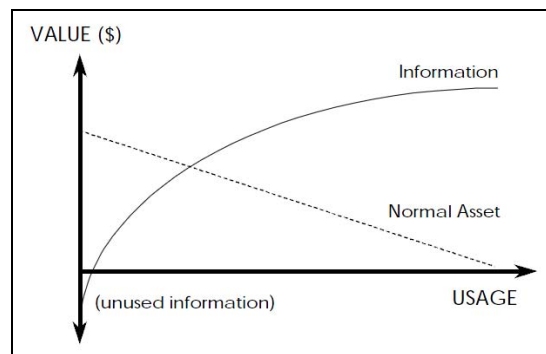 VALUE ($)
Information
Normal Asset
(unused information)
USAGE